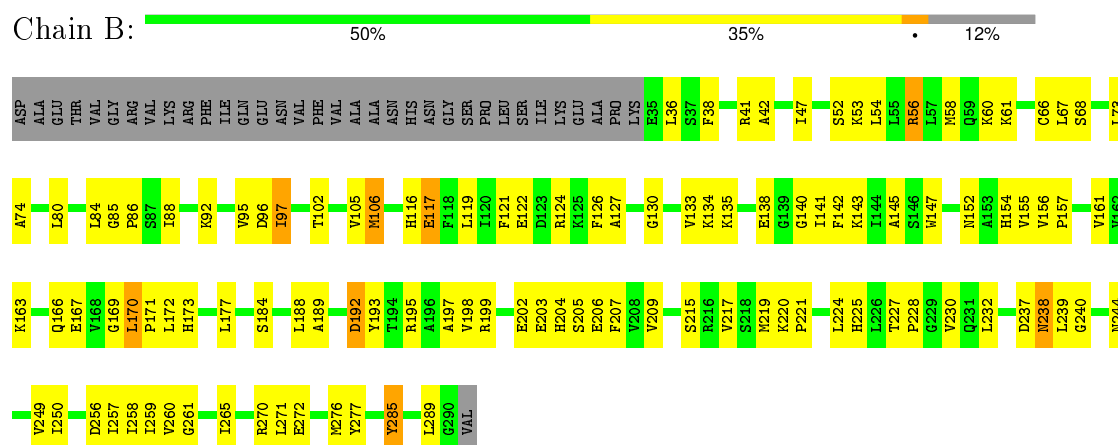 Chain B:
50% 35% • 12%
ASP ALA GLU THR VAL GLY ARG VAL LYS ARG PHE ILE GLN GLU ASN VAL PHE VAL ALA ALA ASN HIS ASN GLY SER PRO LEU SER ILE LYS GLU ALA PRO LYS E35 L36 S37 F38 R41 A42 I47 S52 K53 L54 L55 R56 L57 M58 Q59 K60 K61 C66 L67 S68
A74 L80 L84 G85 P86 S87 I88 K92 V95 D96 I97 T102 V105 M106 H116 E117 F118 L119 I120 F121 E122 D123 R124 K125 F126 A127 G130 V133 K134 K135 E138 G139 G140 I141 F142 K143 I144 A145 S146 W147 N152 A153 H154 V155 V156 P157 V161
K163 Q166 E167 V168 G169 L170 P171 L172 H173 L177 S184 L188 A189 D192 Y193 T194 R195 A196 A197 V198 R199 E202 E203 H204 S205 E206 F207 V208 V209 S215 R216 V217 S218 M219 K220 P221 L224 H225 L226 T227 P228 G229 V230 Q231 L232 D237 N238 L239 G240
V249 I250 D256 I257 I258 I259 V260 G261 I265 R270 L271 E272 M276 Y277 Y285 L289 G290 VAL